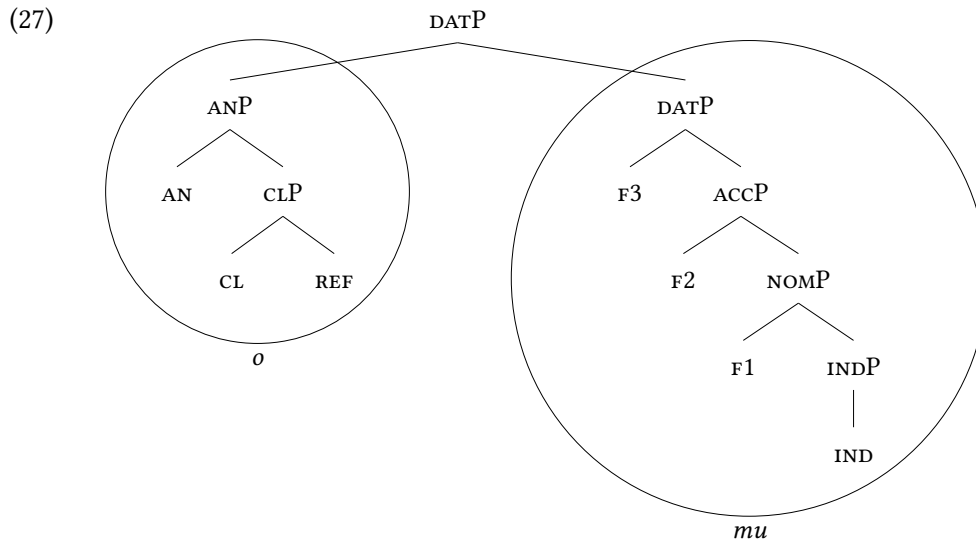 (27)
DATP
ANP DATP
AN CLP F3 ACCP
CL REF F2 NOMP
o
F1 INDP
IND
mu